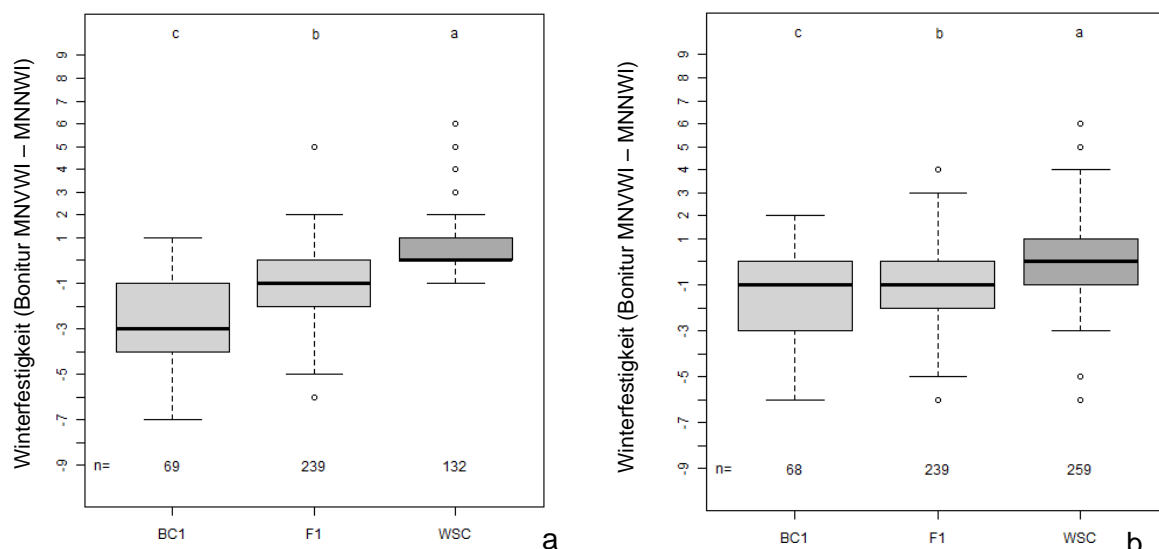 Winterfestigkeit (Bonitur MNVWI – MNNWI)
c b a
9
8
7
6
5
4
3
2
1
-1
-3
-5
-7
-9
n= 69 239 132
BC1 F1 WSC
a
Winterfestigkeit (Bonitur MNVWI – MNNWI)
c b a
9
8
7
6
5
4
3
2
1
-1
-3
-5
-7
-9
n= 68 239 259
BC1 F1 WSC
b